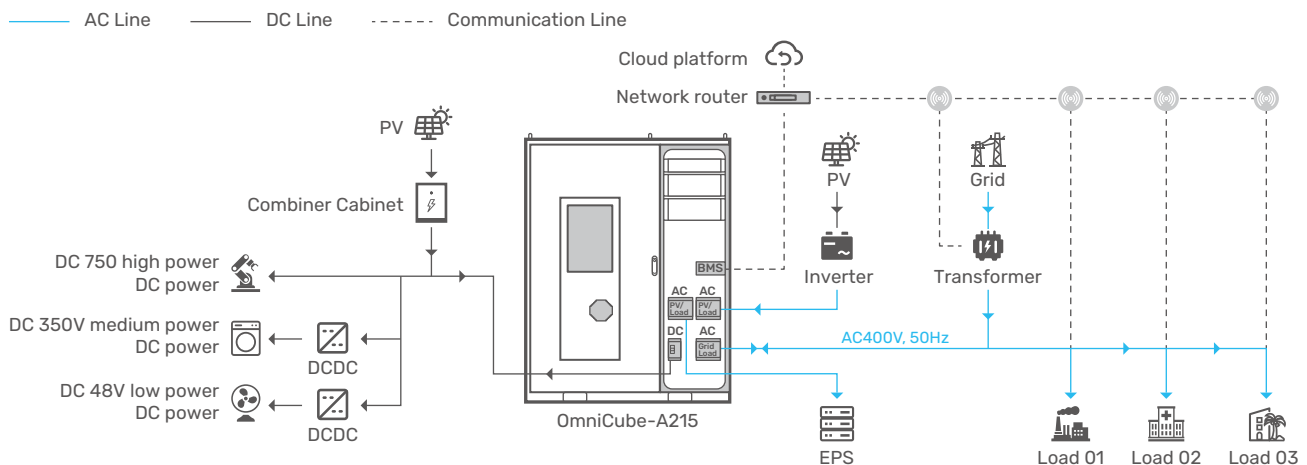 AC Line
DC Line
Communication Line
Cloud platform
Network router
PV
Combiner Cabinet
PV
Grid
DC 750 high power
DC power
BMS
Inverter
Transformer
AC AC
PV/
Load
PV/
Load
DC 350V medium power
DC power
DCDC
DC AC
Grid
Load
AC400V, 50Hz
DC 48V low power
DC power
DCDC
OmniCube-A215
EPS
Load 01
Load 02
Load 03